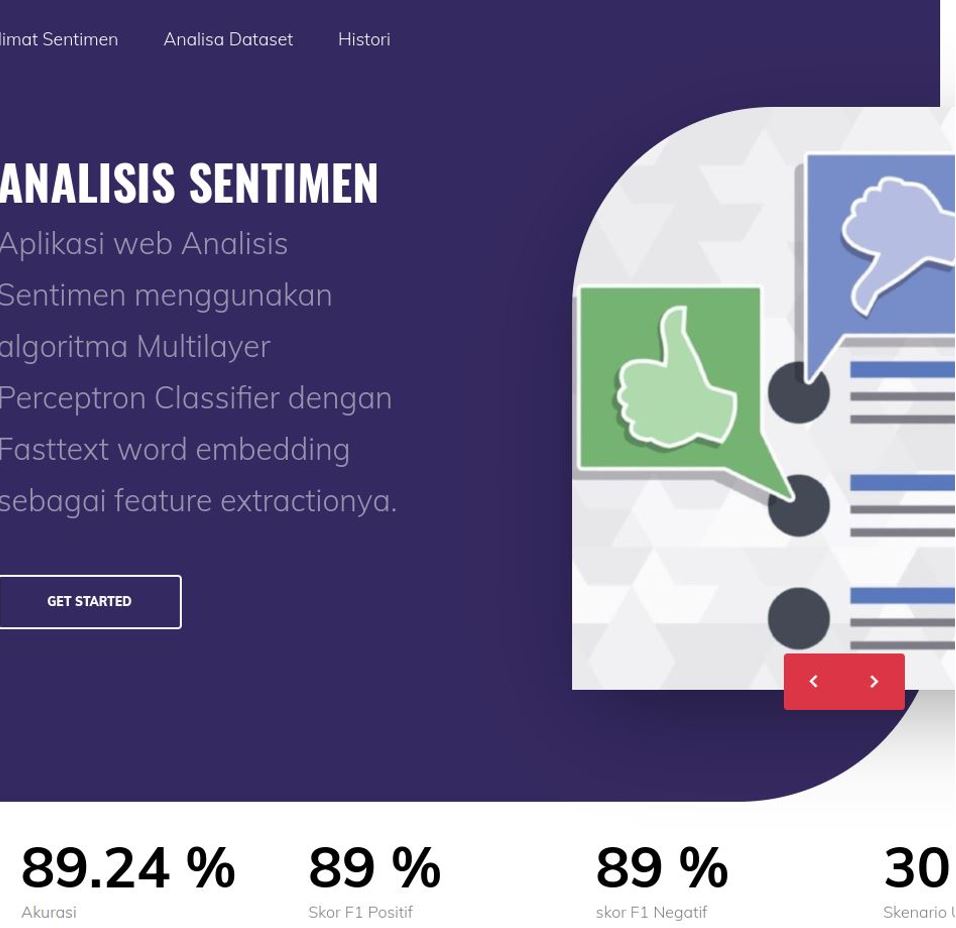 limat Sentimen Analisa Dataset Histori
ANALISIS SENTIMEN
Aplikasi web Analisis
Sentimen menggunakan
algoritma Multilayer
Perceptron Classifier dengan
Fasttext word embedding
sebagai feature extractionya.
GET STARTED
89.24 % 89 % 89 % 30
Akurasi Skor F1 Positif skor F1 Negatif Skenario